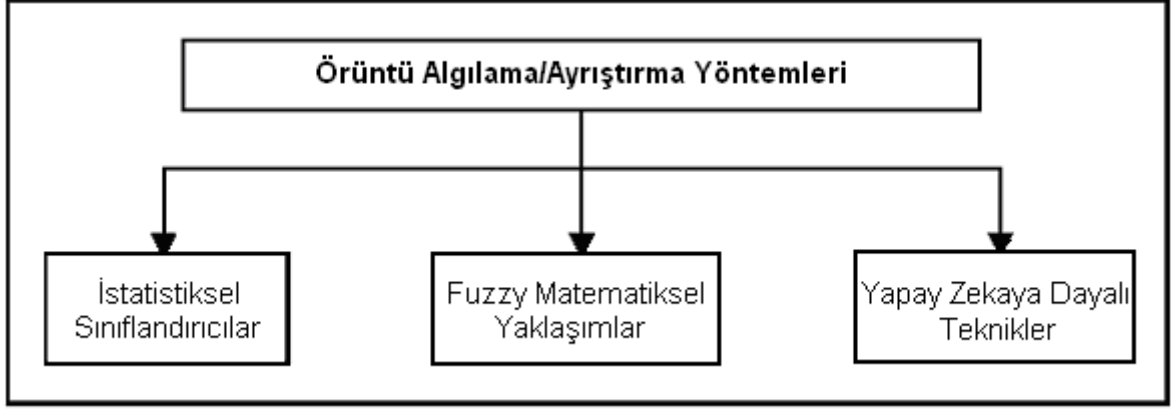 Örüntü Algılama/Ayrıştırma Yöntemleri
İstatistiksel
Sınıflandırıcılar
Fuzzy Matematiksel
Yaklaşımlar
Yapay Zekaya Dayalı
Teknikler